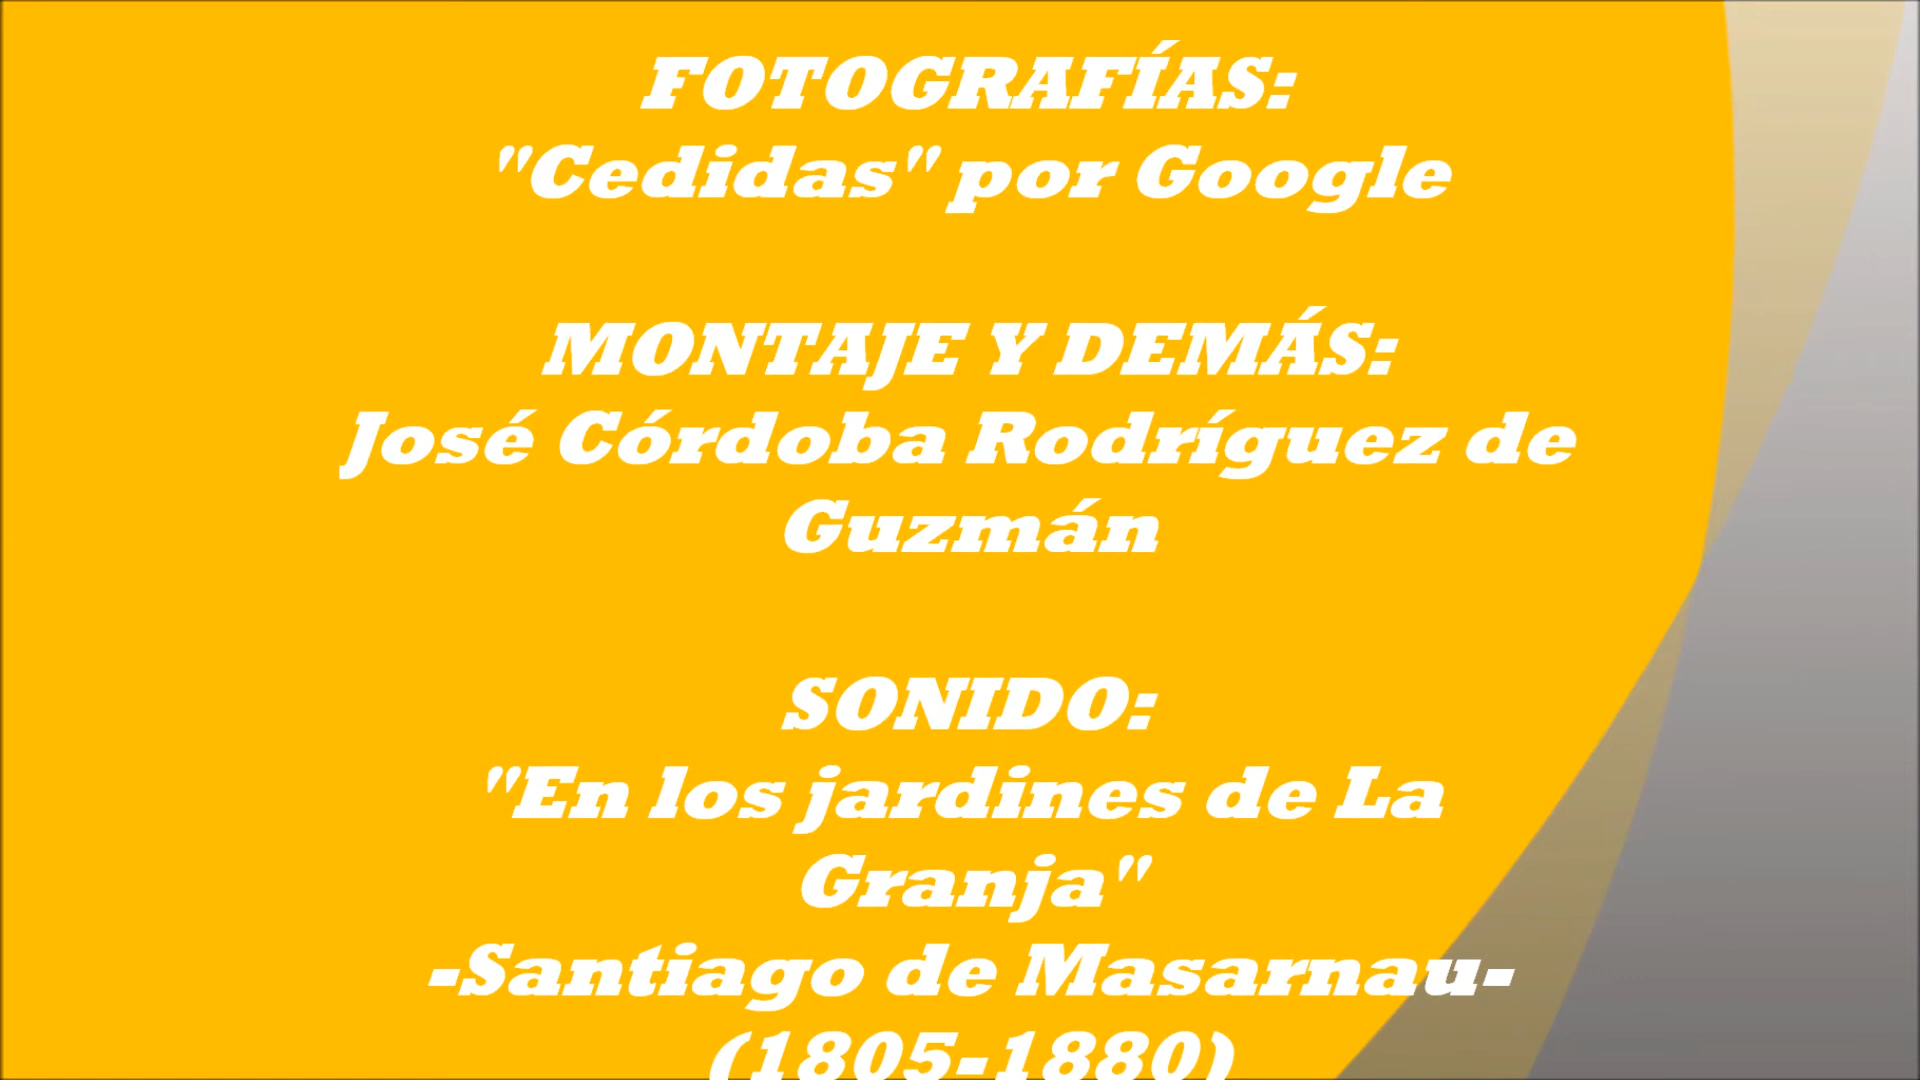 FOTOGRAFÍAS:
"Cedidas" por Google
MONTAJE Y DEMÁS:
José Córdoba Rodríguez de
Guzmán
SONIDO:
"En los jardines de La
Granja"
-Santiago de Masarnau-
(1805-1880)